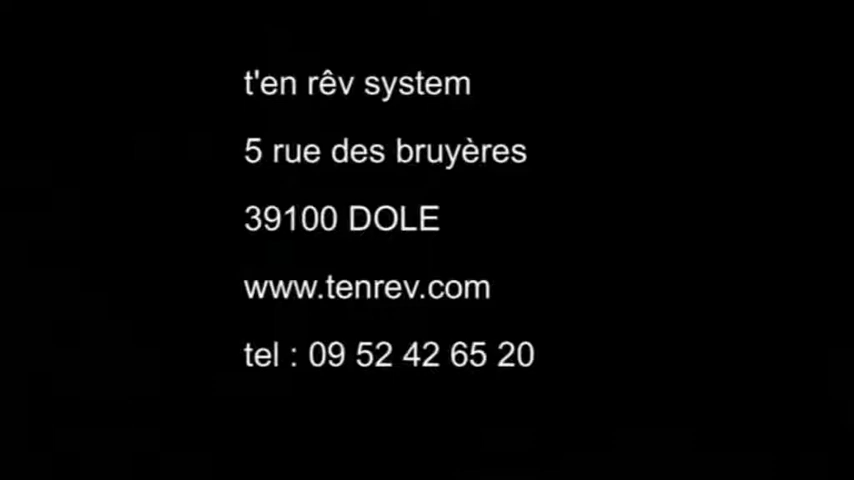 t'en rêv system
5 rue des bruyères
39100 DOLE
www.tenrev.com
tel : 09 52 42 65 20